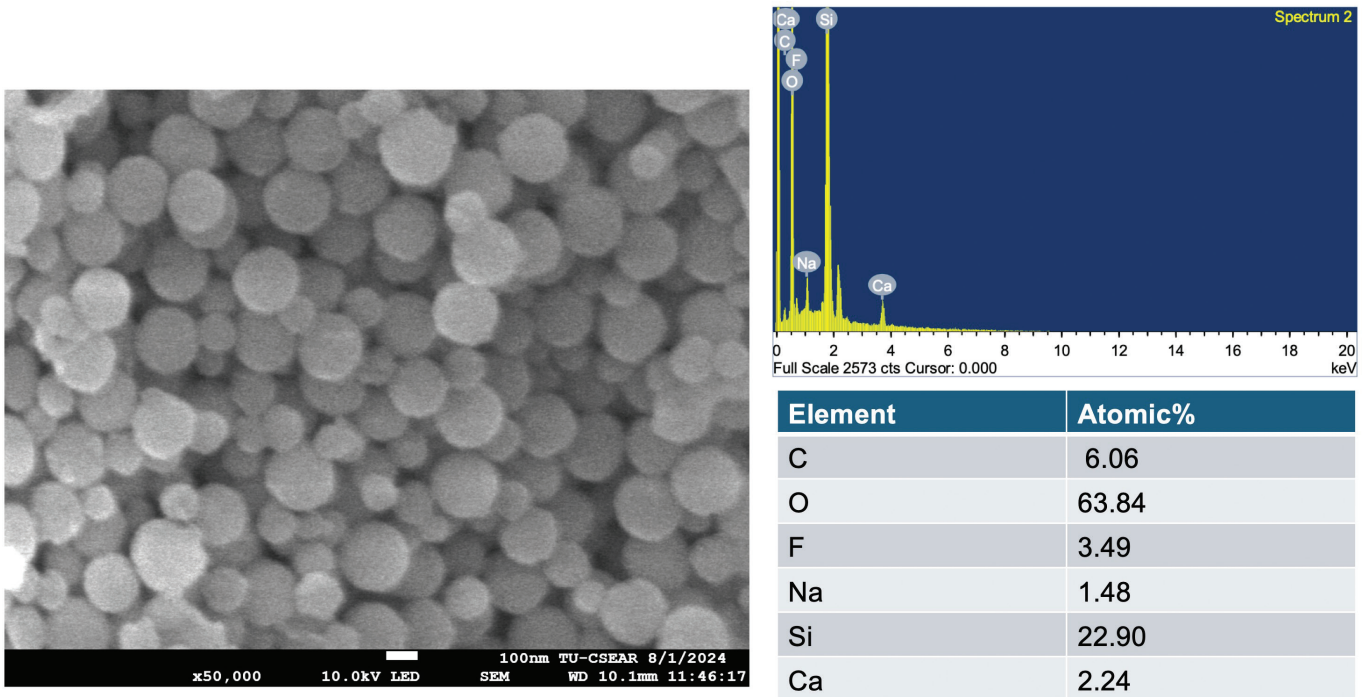 100nm TU-CSEAR 8/1/2024
x50,000 10.0kV LED SEM WD 10.1mm 11:46:17
Spectrum 2
Ca
Si
C
F
O
Na
Ca
0 2 4 6 8 10 12 14 16 18 20
Full Scale 2573 cts Cursor: 0.000 keV
Element Atomic%
C 6.06
O 63.84
F 3.49
Na 1.48
Si 22.90
Ca 2.24